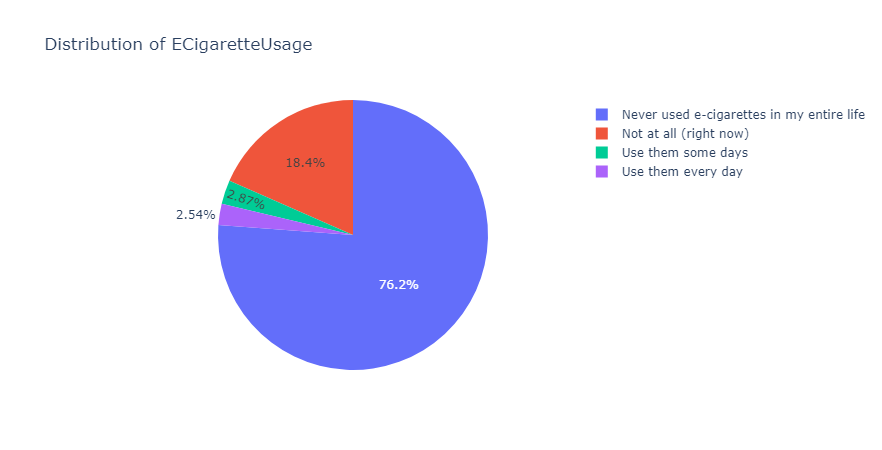 Distribution of ECigaretteUsage
Never used e-cigarettes in my entire life
Not at all (right now)
Use them some days
Use them every day
18.4%
2.87%
2.54%
76.2%